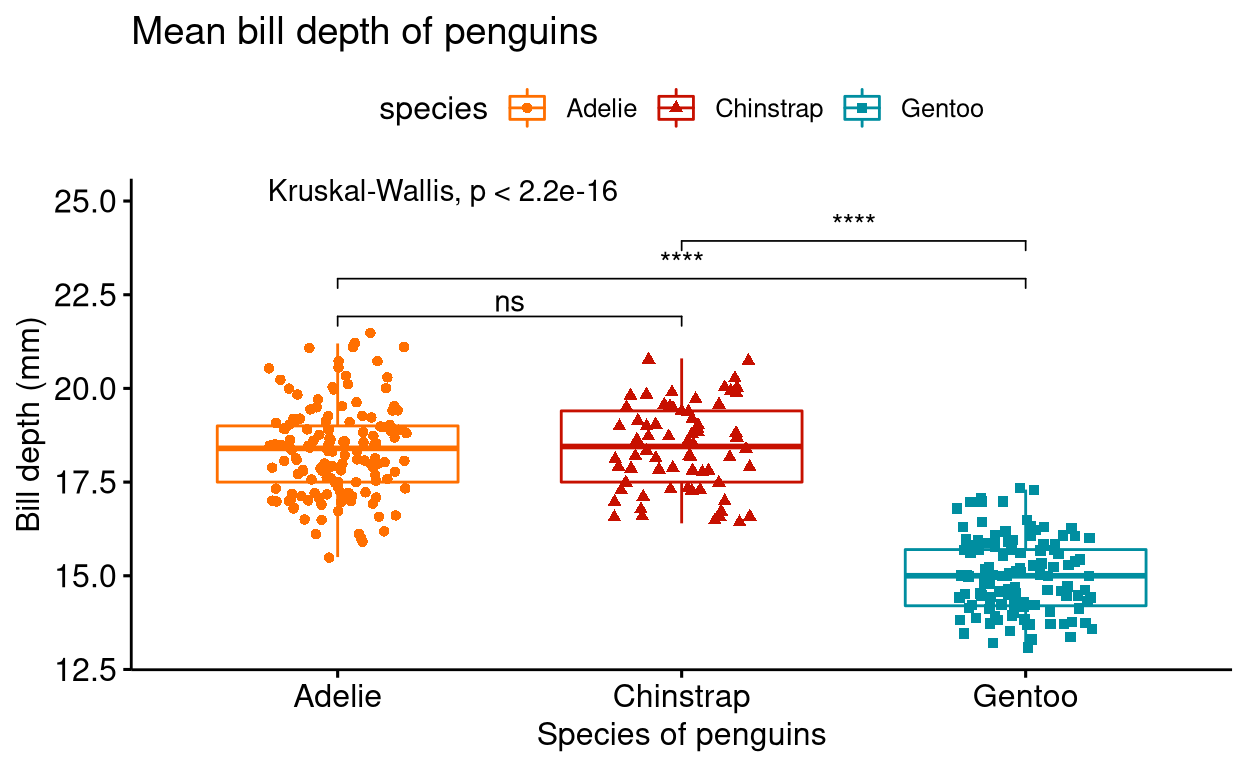 Mean bill depth of penguins
species Adelie Chinstrap Gentoo
Kruskal-Wallis, p < 2.2e-16
25.0
****
****
22.5
ns
20.0
17.5
15.0
12.5
Bill depth (mm)
Adelie Chinstrap Gentoo
Species of penguins